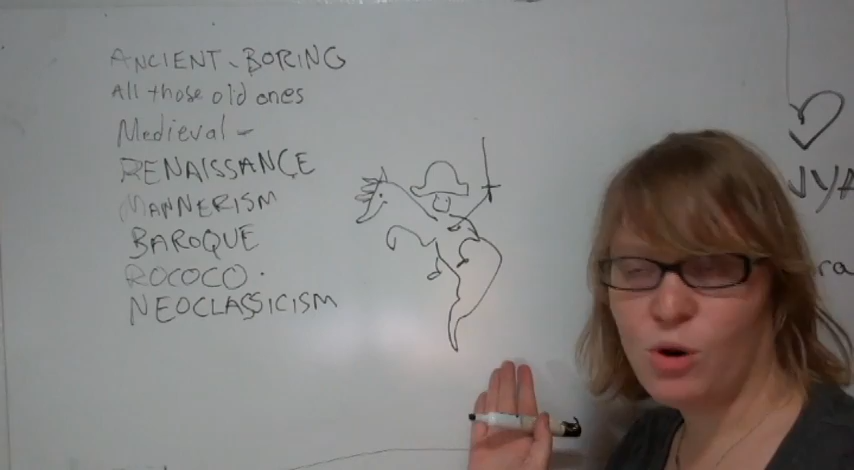 ANCIENT - BORING
All those old ones
Medieval -
RENAISSANCE
MANNERISM
BAROQUE
ROCOCO .
NEOCLASSICISM